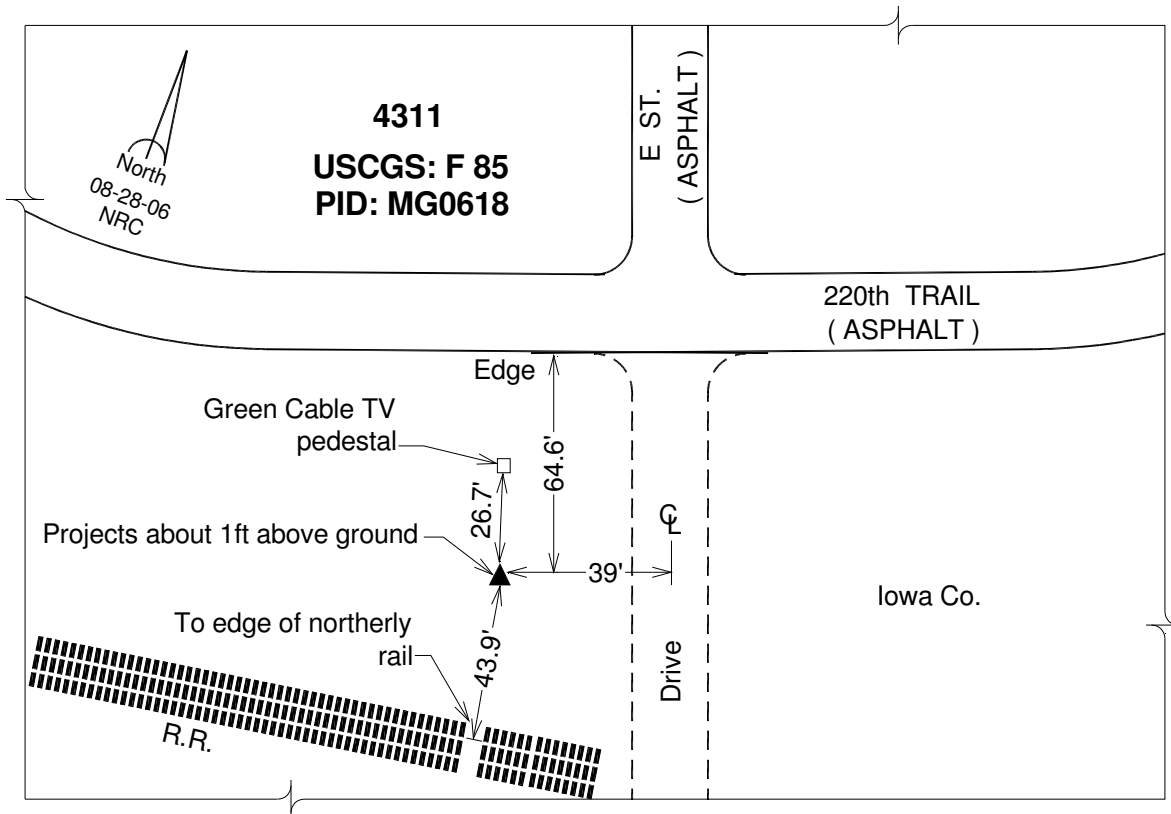 4311
USCGS: F 85
PID: MG0618
North
08-28-06
NRC
E ST.
( ASPHALT )
220th TRAIL
( ASPHALT )
Edge
Green Cable TV
pedestal
64.6'
26.7'
Projects about 1ft above ground
CL
39'
Iowa Co.
To edge of northerly
rail
43.9'
Drive
R.R.